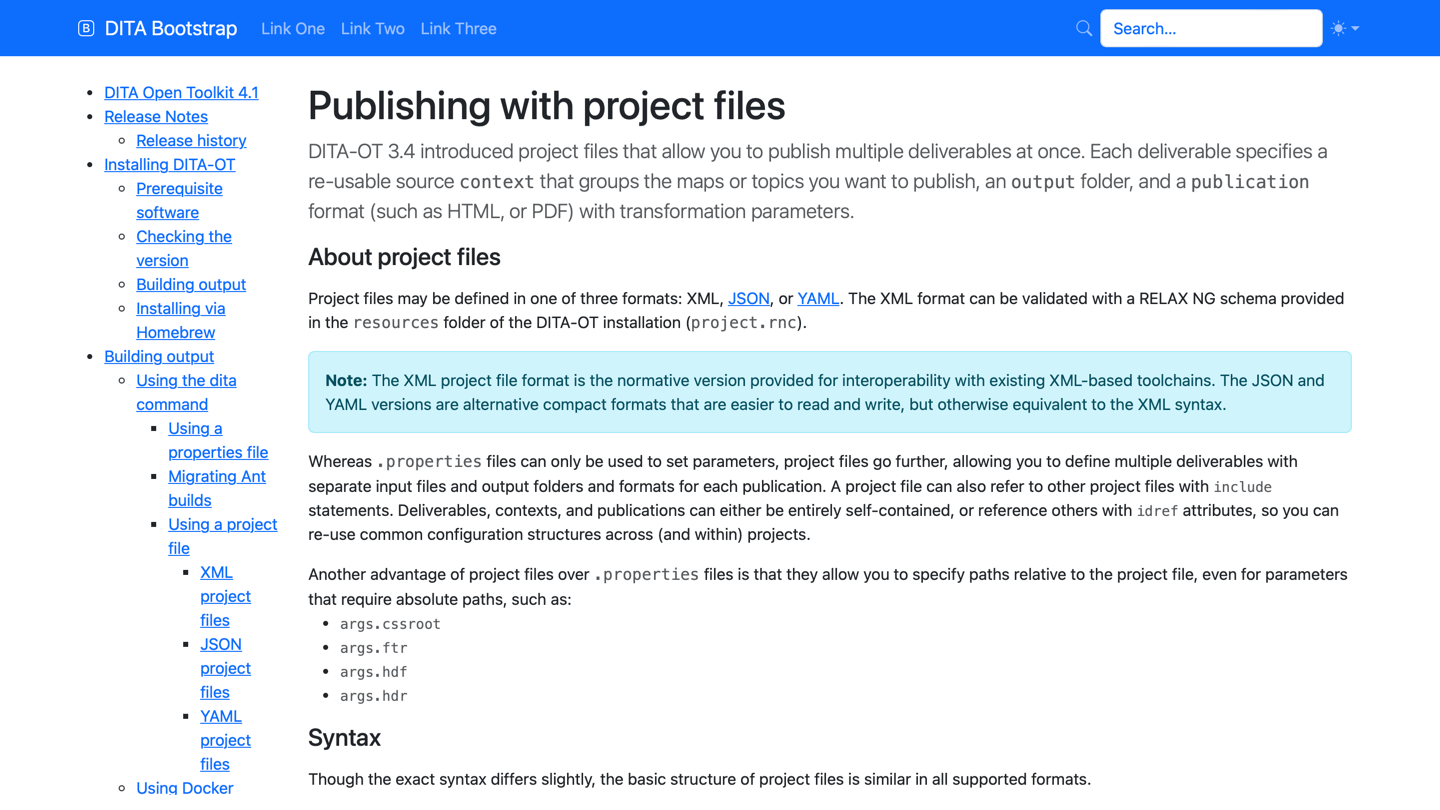 DITA Bootstrap Link One Link Two Link Three Search...
DITA Open Toolkit 4.1
Release Notes
Release history
Installing DITA-OT
Prerequisite
software
Checking the
version
Building output
Installing via
Homebrew
Building output
Using the dita
command
Using a
properties file
Migrating Ant
builds
Using a project
file
XML
project
files
JSON
project
files
YAML
project
files
Using Docker
Publishing with project files
DITA-OT 3.4 introduced project files that allow you to publish multiple deliverables at once. Each deliverable specifies a
re-usable source context that groups the maps or topics you want to publish, an output folder, and a publication
format (such as HTML, or PDF) with transformation parameters.
About project files
Project files may be defined in one of three formats: XML, JSON, or YAML. The XML format can be validated with a RELAX NG schema provided
in the resources folder of the DITA-OT installation (project.rnc).
Note: The XML project file format is the normative version provided for interoperability with existing XML-based toolchains. The JSON and
YAML versions are alternative compact formats that are easier to read and write, but otherwise equivalent to the XML syntax.
Whereas .properties files can only be used to set parameters, project files go further, allowing you to define multiple deliverables with
separate input files and output folders and formats for each publication. A project file can also refer to other project files with include
statements. Deliverables, contexts, and publications can either be entirely self-contained, or reference others with idref attributes, so you can
re-use common configuration structures across (and within) projects.
Another advantage of project files over .properties files is that they allow you to specify paths relative to the project file, even for parameters
that require absolute paths, such as:
args.cssroot
args.ftr
args.hdf
args.hdr
Syntax
Though the exact syntax differs slightly, the basic structure of project files is similar in all supported formats.